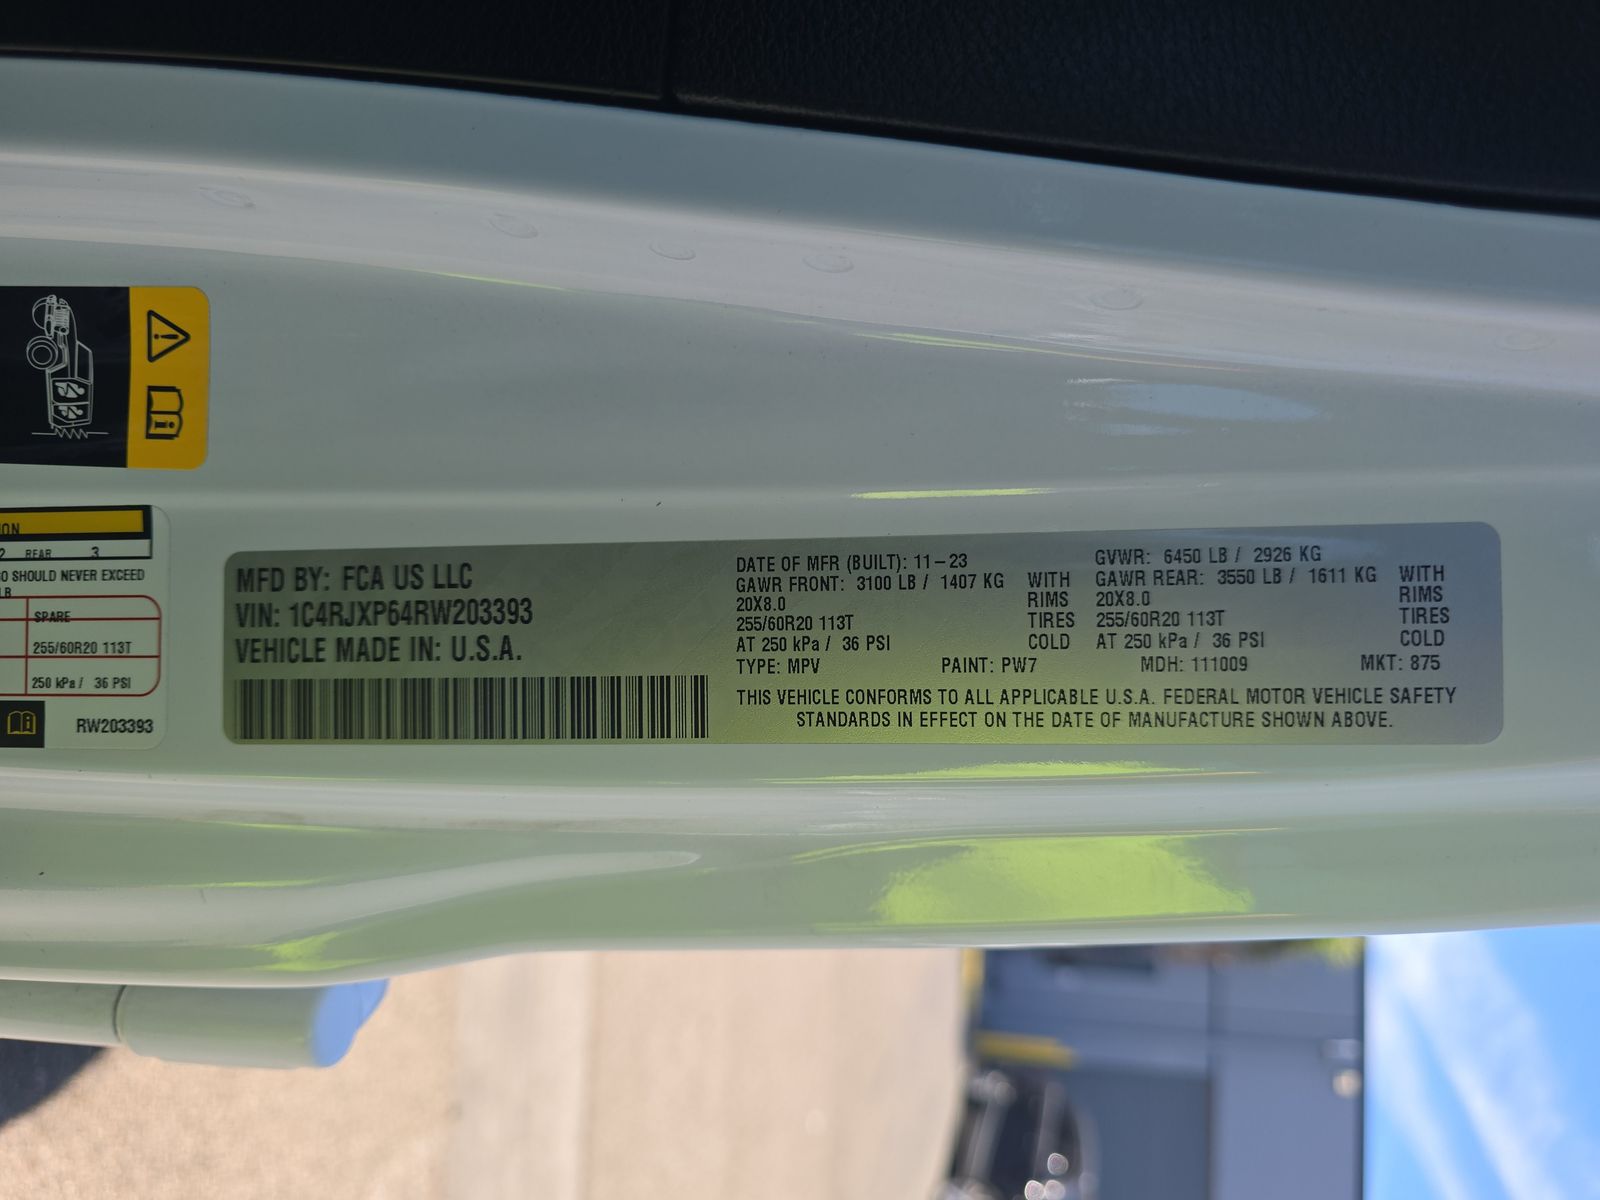 ION
2 REAR 3
SHOULD NEVER EXCEED
LB
SPARE
255/60R20 113T
250 kPa / 36 PSI
RW203393
MFD BY: FCA US LLC
VIN: 1C4RJXP64RW203393
VEHICLE MADE IN: U.S.A.
DATE OF MFR (BUILT): 11-23 GVWR: 6450 LB / 2926 KG
GAWR FRONT: 3100 LB / 1407 KG WITH GAWR REAR: 3550 LB / 1611 KG WITH
20X8.0 RIMS 20X8.0 RIMS
255/60R20 113T TIRES 255/60R20 113T TIRES
AT 250 kPa / 36 PSI COLD AT 250 kPa / 36 PSI COLD
TYPE: MPV PAINT: PW7 MDH: 111009 MKT: 875
THIS VEHICLE CONFORMS TO ALL APPLICABLE U.S.A. FEDERAL MOTOR VEHICLE SAFETY
STANDARDS IN EFFECT ON THE DATE OF MANUFACTURE SHOWN ABOVE.